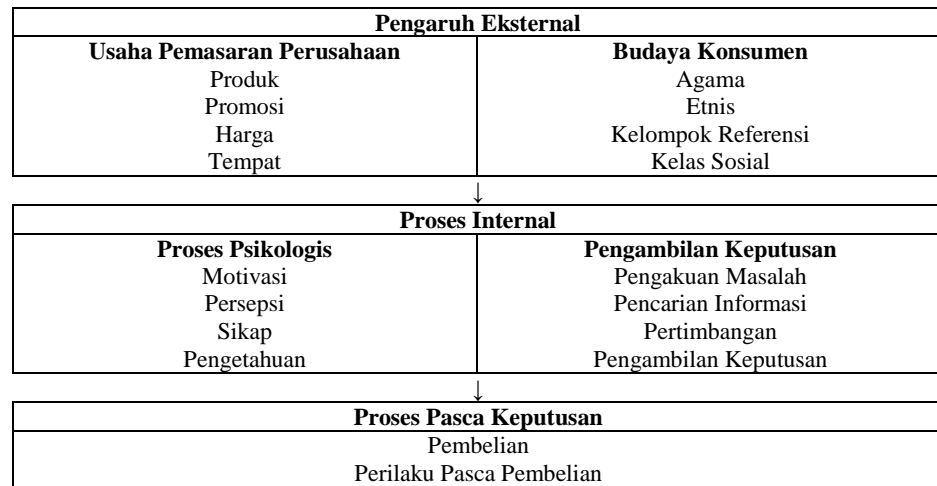 Pengaruh Eksternal
Usaha Pemasaran Perusahaan
Produk
Promosi
Harga
Tempat
Budaya Konsumen
Agama
Etnis
Kelompok Referensi
Kelas Sosial
↓
Proses Internal
Proses Psikologis
Motivasi
Persepsi
Sikap
Pengetahuan
Pengambilan Keputusan
Pengakuan Masalah
Pencarian Informasi
Pertimbangan
Pengambilan Keputusan
↓
Proses Pasca Keputusan
Pembelian
Perilaku Pasca Pembelian